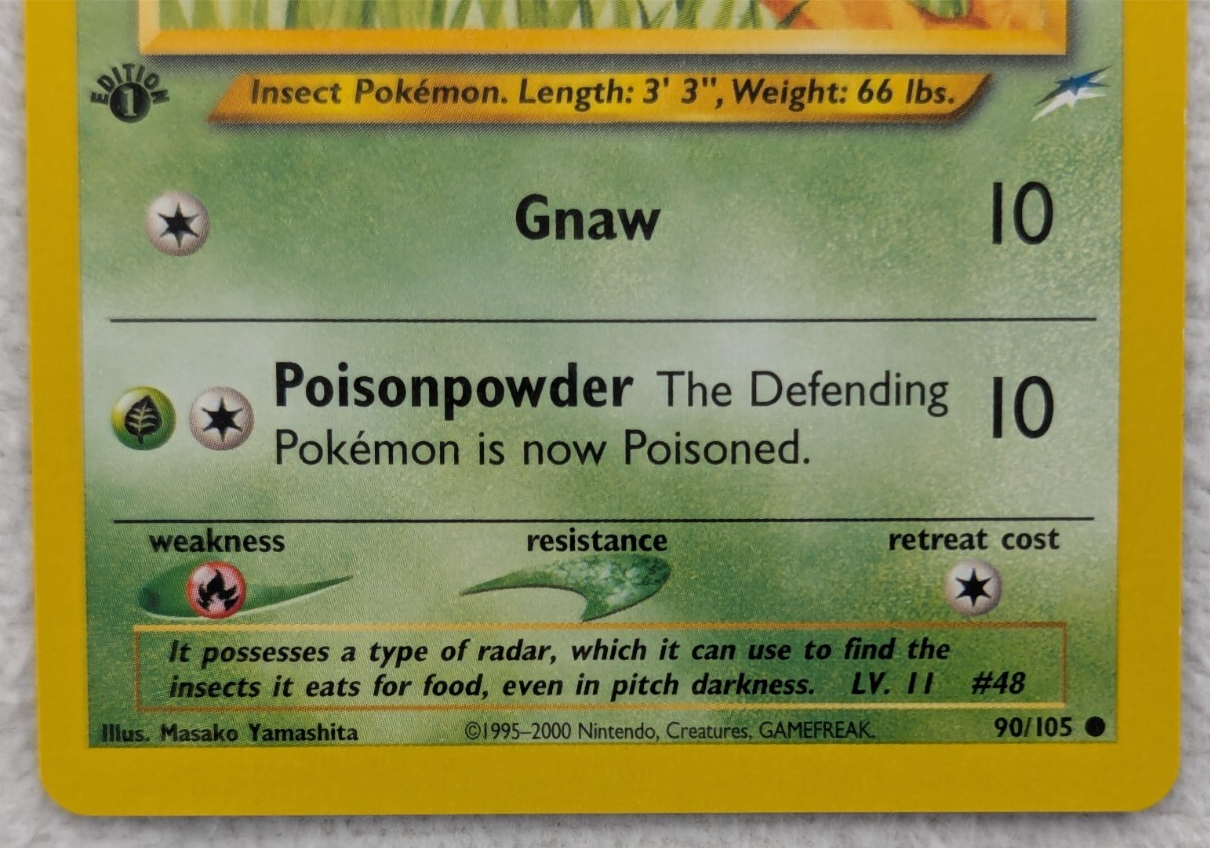 EDITION
1
Insect Pokémon. Length: 3' 3", Weight: 66 lbs.
Gnaw 10
Poisonpowder The Defending 10
Pokémon is now Poisoned.
weakness resistance retreat cost
It possesses a type of radar, which it can use to find the
insects it eats for food, even in pitch darkness. LV. 11 #48
Illus. Masako Yamashita ©1995–2000 Nintendo, Creatures, GAMEFREAK. 90/105